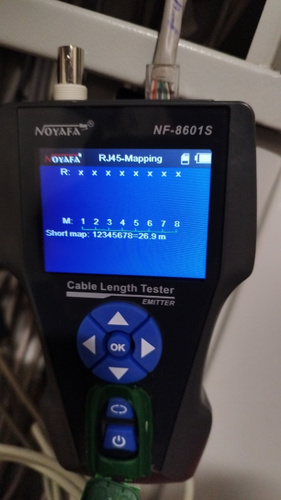 NOYAFA® NF-8601S
NOYAFA RJ45-Mapping
R: x x x x x x x x
M: 1 2 3 4 5 6 7 8
Short map: 12345678=26.9 m
Cable Length Tester
EMITTER
OK